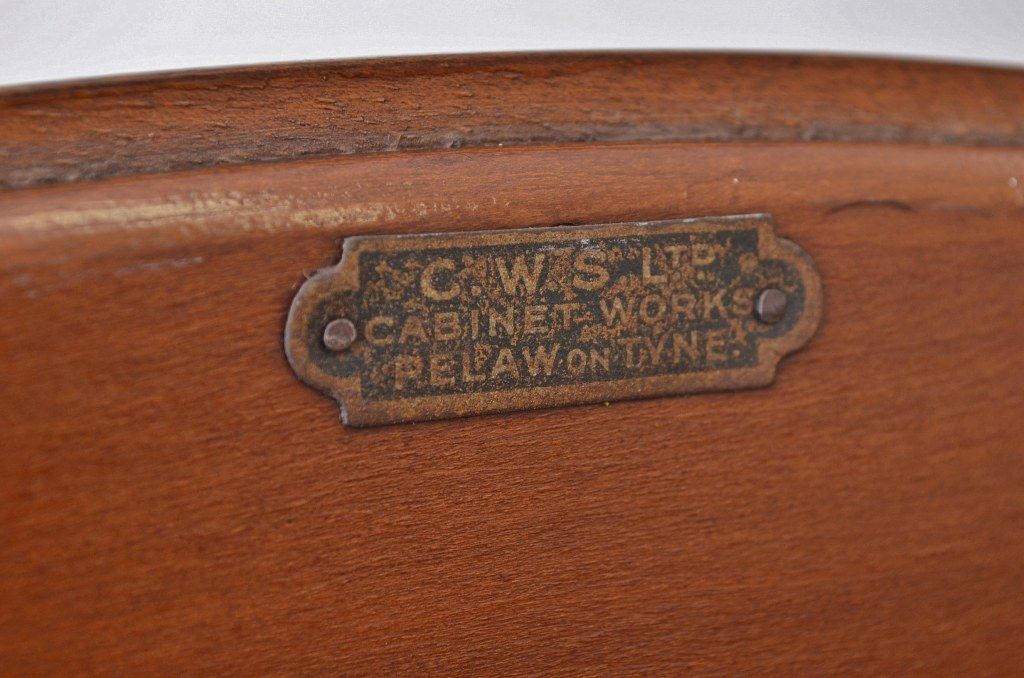 C.W.S. LTD
CABINET-WORKS
PELAW-ON TYNE.